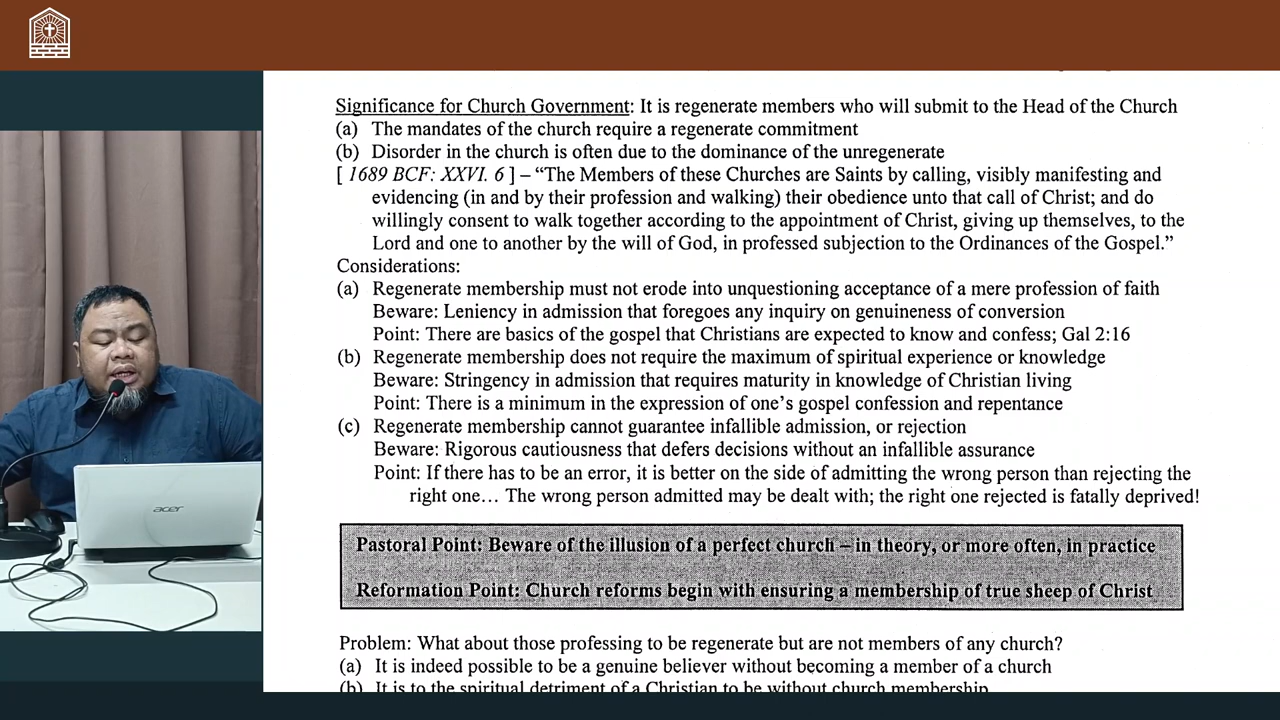 Significance for Church Government: It is regenerate members who will submit to the Head of the Church
(a) The mandates of the church require a regenerate commitment
(b) Disorder in the church is often due to the dominance of the unregenerate
[ 1689 BCF: XXVI. 6 ] – “The Members of these Churches are Saints by calling, visibly manifesting and
evidencing (in and by their profession and walking) their obedience unto that call of Christ; and do
willingly consent to walk together according to the appointment of Christ, giving up themselves, to the
Lord and one to another by the will of God, in professed subjection to the Ordinances of the Gospel.”
Considerations:
(a) Regenerate membership must not erode into unquestioning acceptance of a mere profession of faith
Beware: Leniency in admission that foregoes any inquiry on genuineness of conversion
Point: There are basics of the gospel that Christians are expected to know and confess; Gal 2:16
(b) Regenerate membership does not require the maximum of spiritual experience or knowledge
Beware: Stringency in admission that requires maturity in knowledge of Christian living
Point: There is a minimum in the expression of one’s gospel confession and repentance
(c) Regenerate membership cannot guarantee infallible admission, or rejection
Beware: Rigorous cautiousness that defers decisions without an infallible assurance
Point: If there has to be an error, it is better on the side of admitting the wrong person than rejecting the
right one… The wrong person admitted may be dealt with; the right one rejected is fatally deprived!
Pastoral Point: Beware of the illusion of a perfect church – in theory, or more often, in practice
Reformation Point: Church reforms begin with ensuring a membership of true sheep of Christ
Problem: What about those professing to be regenerate but are not members of any church?
(a) It is indeed possible to be a genuine believer without becoming a member of a church
(b) It is to the spiritual detriment of a Christian to be without church membership
acer